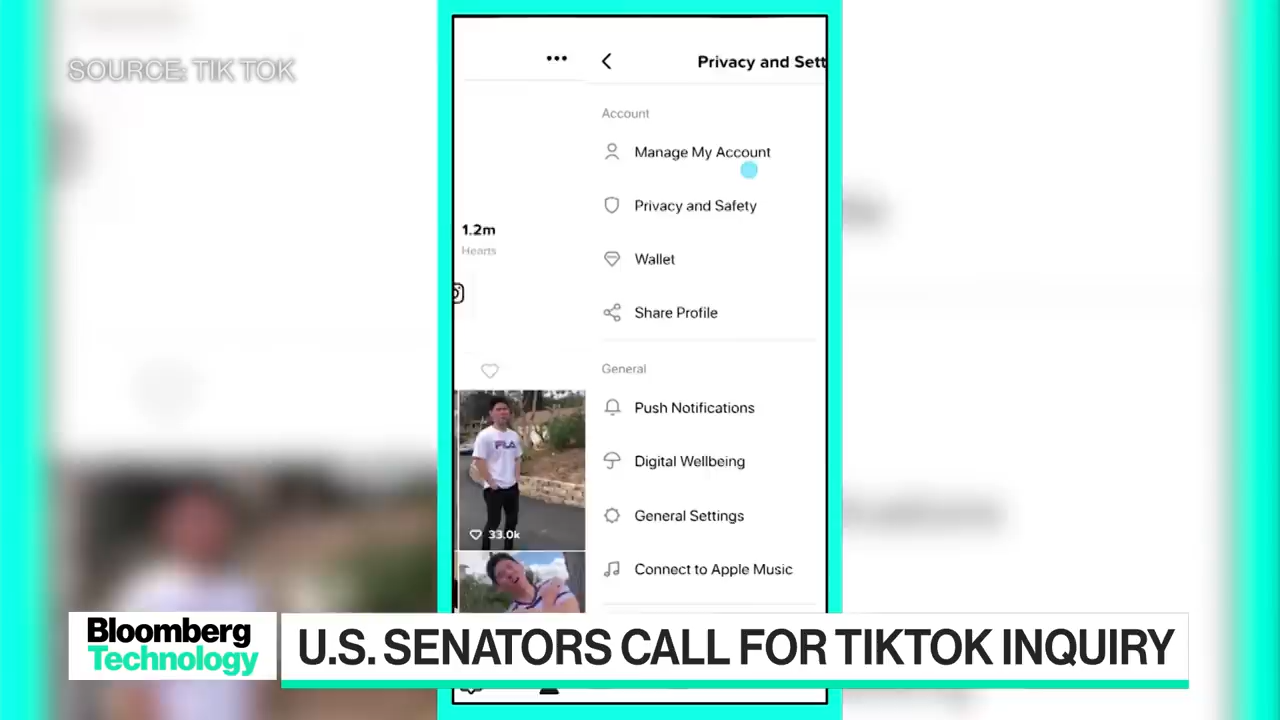 SOURCE: TIK TOK
Privacy and Sett
Account
Manage My Account
Privacy and Safety
1.2m
Hearts
Wallet
Share Profile
General
Push Notifications
Digital Wellbeing
FILA
General Settings
33.0k
Connect to Apple Music
Bloomberg
Technology
U.S. SENATORS CALL FOR TIKTOK INQUIRY